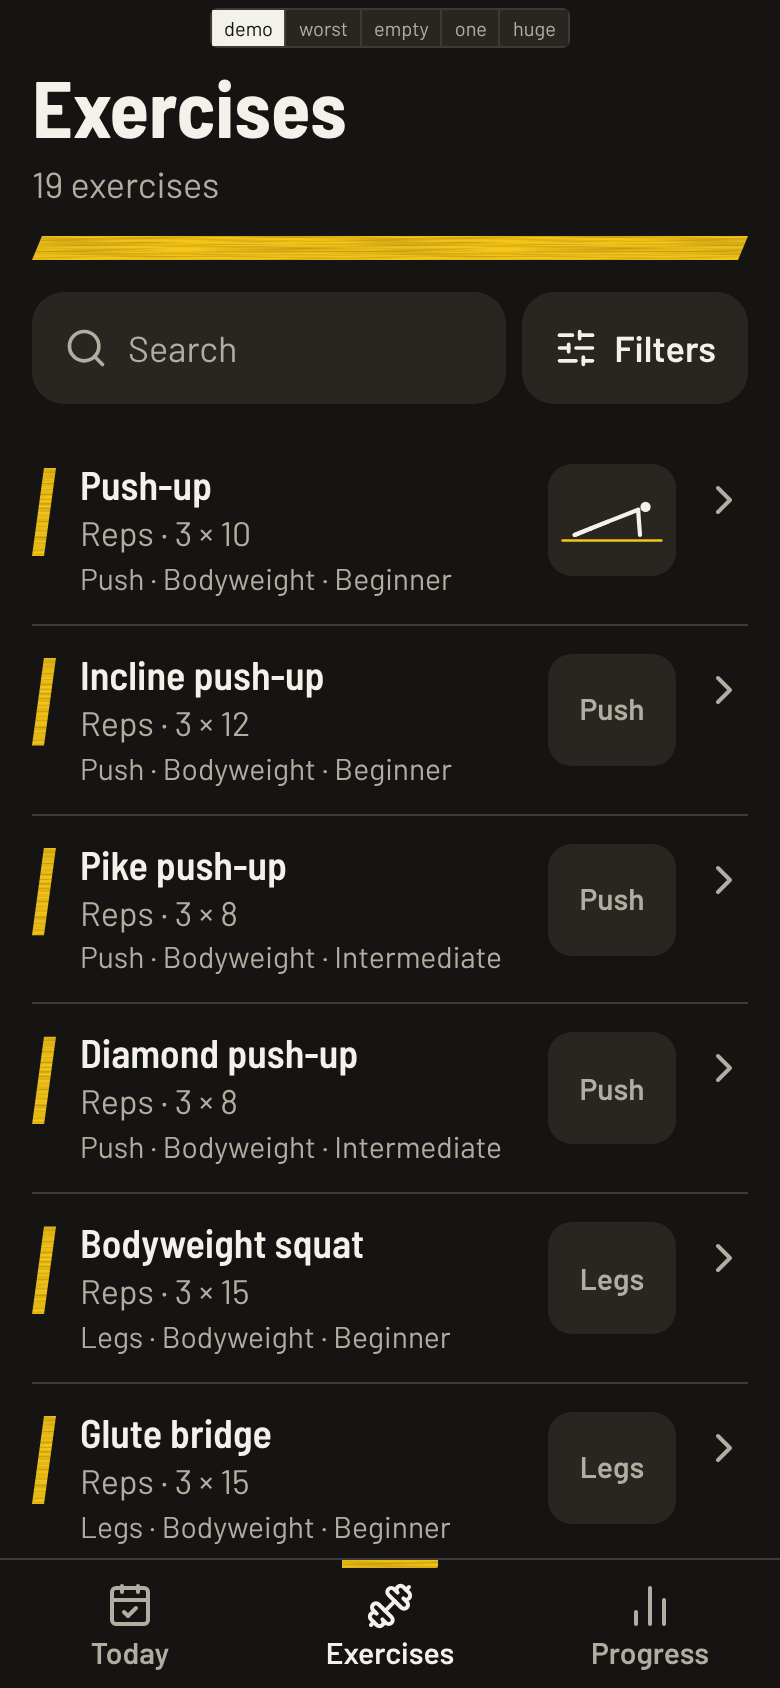 demo worst empty one huge
Exercises
19 exercises
Search
Filters
Push-up
Reps · 3 × 10
Push · Bodyweight · Beginner
Incline push-up
Reps · 3 × 12
Push · Bodyweight · Beginner
Push
Pike push-up
Reps · 3 × 8
Push · Bodyweight · Intermediate
Push
Diamond push-up
Reps · 3 × 8
Push · Bodyweight · Intermediate
Push
Bodyweight squat
Reps · 3 × 15
Legs · Bodyweight · Beginner
Legs
Glute bridge
Reps · 3 × 15
Legs · Bodyweight · Beginner
Legs
Today
Exercises
Progress